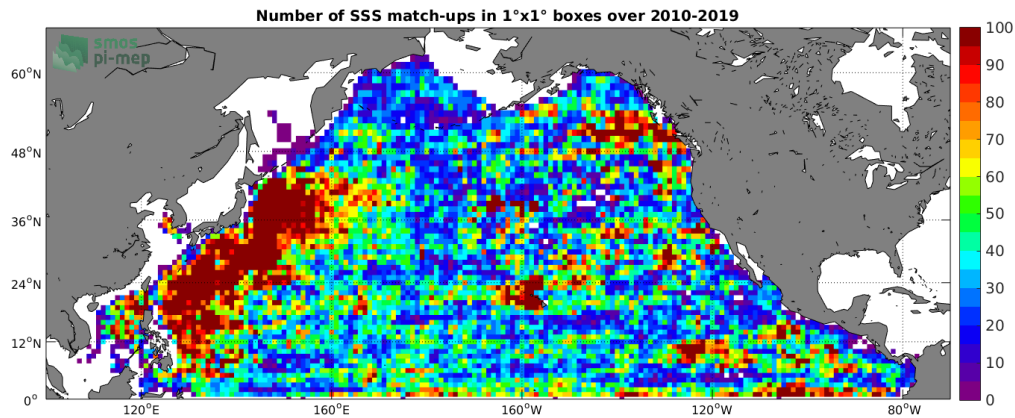 Number of SSS match-ups in 1°x1° boxes over 2010-2019
smos
pi-mep
60°N
48°N
36°N
24°N
12°N
0°
120°E
160°E
160°W
120°W
80°W
100
90
80
70
60
50
40
30
20
10
0